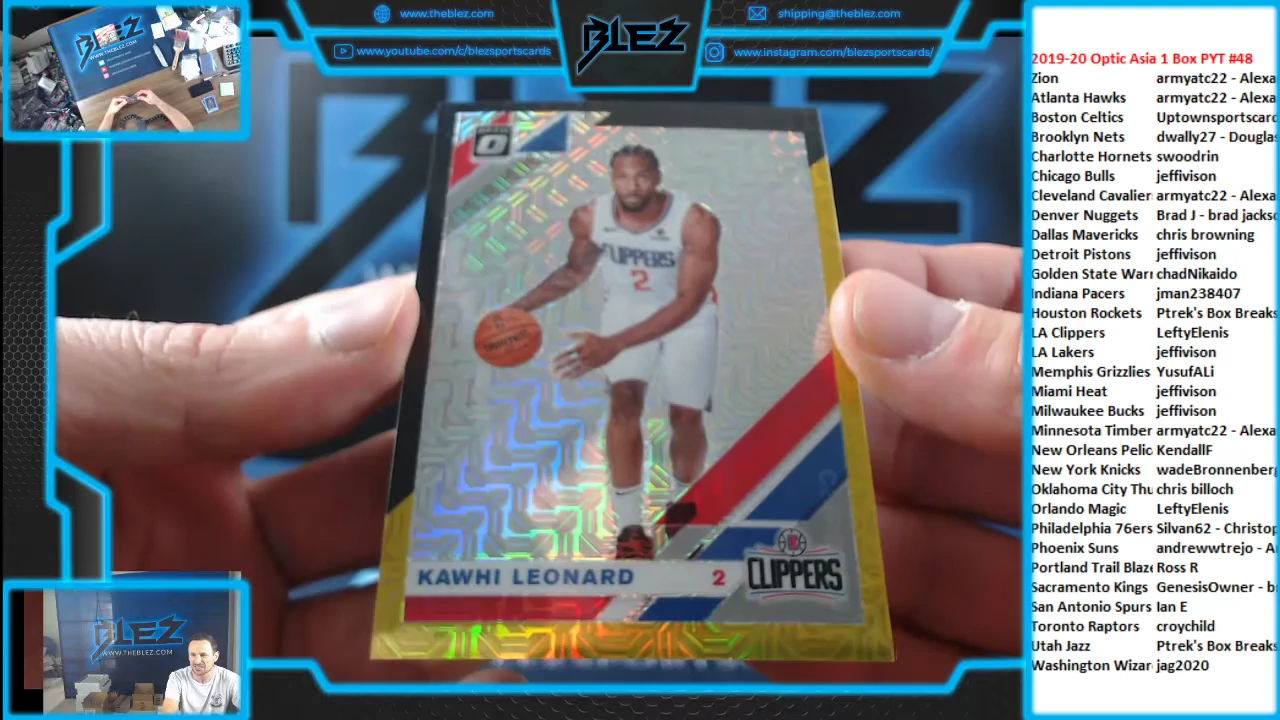 www.theblez.com
www.youtube.com/c/blezsportscards
BLEZ
shipping@theblez.com
www.instagram.com/blezsportscards/
2019-20 Optic Asia 1 Box PYT #48
Zion armyatc22 - Alexa
Atlanta Hawks armyatc22 - Alexa
Boston Celtics Uptownsportscard
Brooklyn Nets dwally27 - Douglas
Charlotte Hornets swoodrin
Chicago Bulls jeffivison
Cleveland Cavalier armyatc22 - Alexa
Denver Nuggets Brad J - brad jackso
Dallas Mavericks chris browning
Detroit Pistons jeffivison
Golden State Warr chadNikaido
Indiana Pacers jman238407
Houston Rockets Ptrek's Box Breaks
LA Clippers LeftyElenis
LA Lakers jeffivison
Memphis Grizzlies YusufALi
Miami Heat jeffivison
Milwaukee Bucks jeffivison
Minnesota Timber armyatc22 - Alexa
New Orleans Pelic KendallF
New York Knicks wadeBronnenberg
Oklahoma City Thu chris billoch
Orlando Magic LeftyElenis
Philadelphia 76ers Silvan62 - Christop
Phoenix Suns andrewwtrejo - A
Portland Trail Blaze Ross R
Sacramento Kings GenesisOwner - b
San Antonio Spurs Ian E
Toronto Raptors croychild
Utah Jazz Ptrek's Box Breaks
Washington Wizar jag2020
CLIPPERS
2
KAWHI LEONARD 2
CLIPPERS
BLEZ
WWW.THEBLEZ.COM